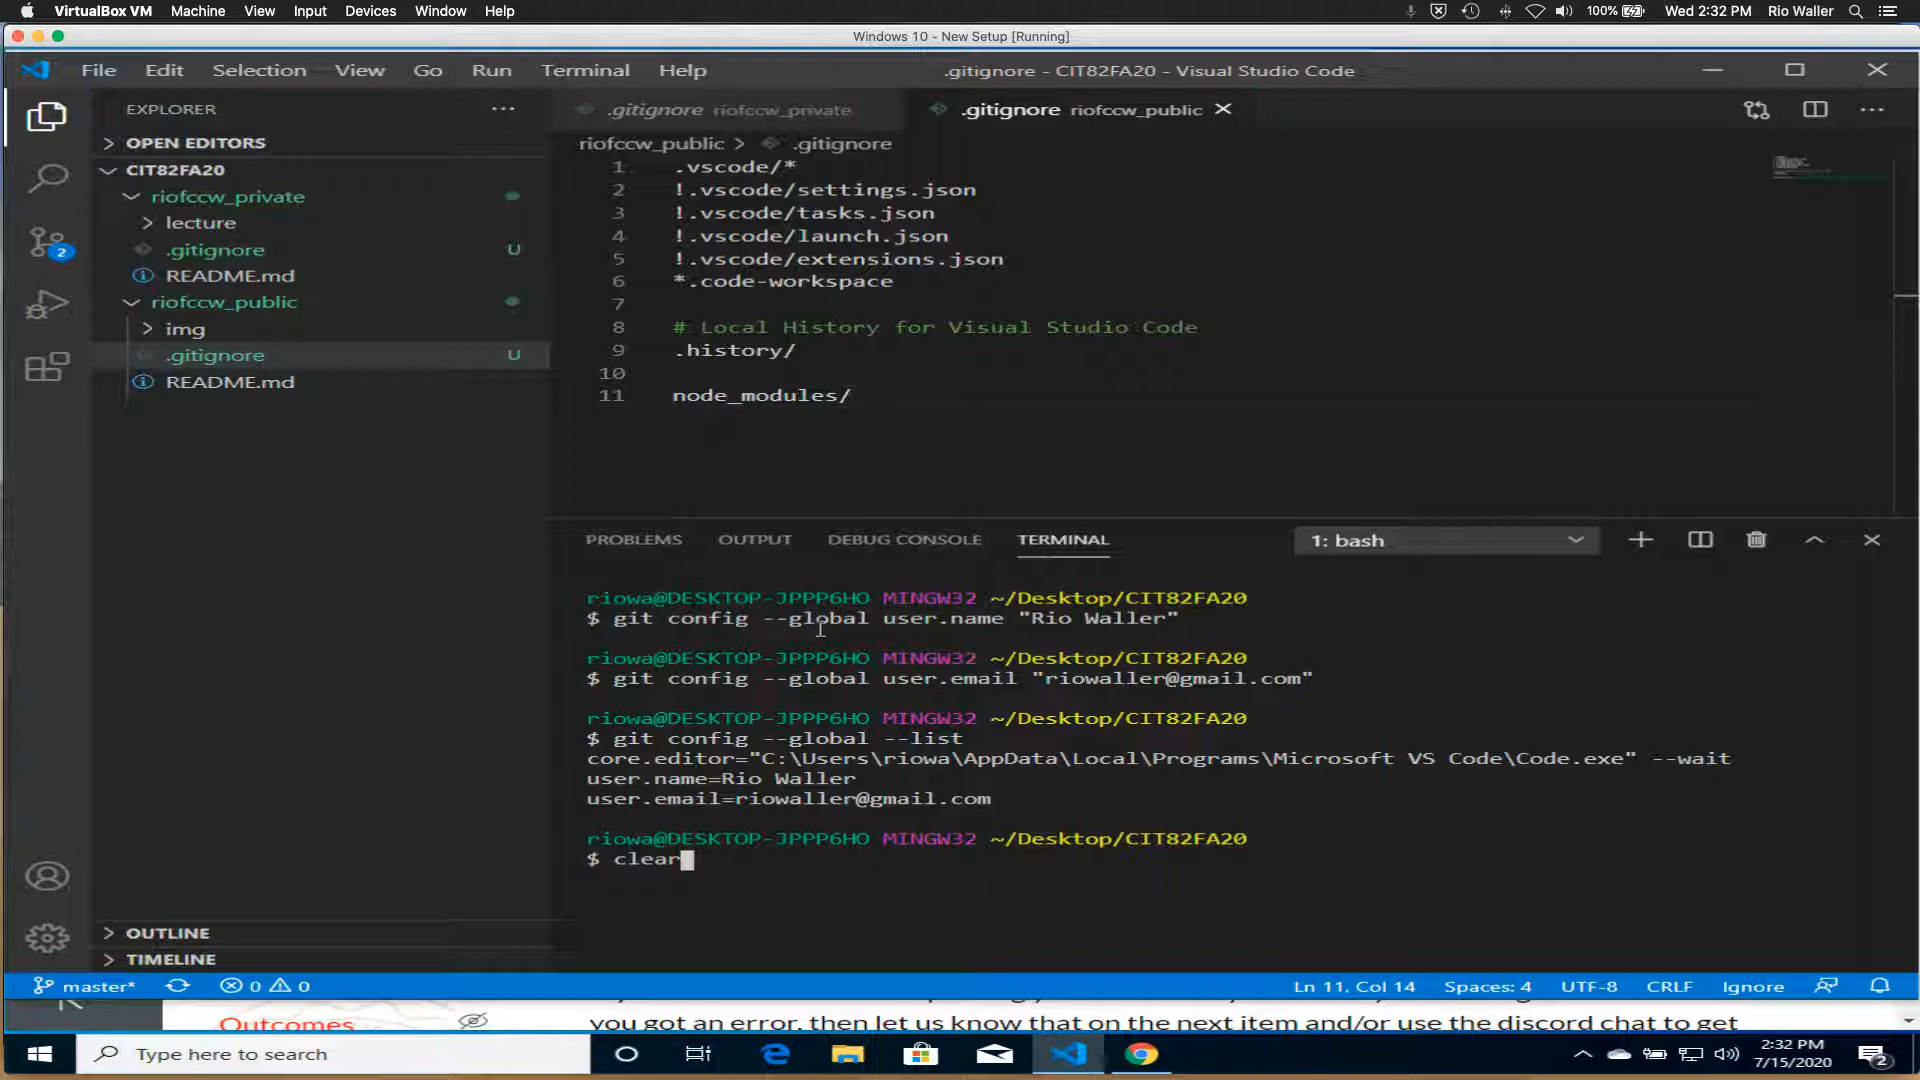 VirtualBox VM Machine View Input Devices Window Help 100% Wed 2:32 PM Rio Waller
Windows 10 - New Setup [Running]
File Edit Selection View Go Run Terminal Help .gitignore - CIT82FA20 - Visual Studio Code
EXPLORER ... .gitignore riofccw_private .gitignore riofccw_public
OPEN EDITORS
CIT82FA20
riofccw_private
lecture
.gitignore U
README.md
riofccw_public
img
.gitignore U
README.md
2
OUTLINE
TIMELINE
riofccw_public > .gitignore
1 .vscode/*
2 !.vscode/settings.json
3 !.vscode/tasks.json
4 !.vscode/launch.json
5 !.vscode/extensions.json
6 *.code-workspace
7
8 # Local History for Visual Studio Code
9 .history/
10
11 node_modules/
PROBLEMS OUTPUT DEBUG CONSOLE TERMINAL 1: bash
riowa@DESKTOP-JPPP6HO MINGW32 ~/Desktop/CIT82FA20
$ git config --global user.name "Rio Waller"
riowa@DESKTOP-JPPP6HO MINGW32 ~/Desktop/CIT82FA20
$ git config --global user.email "riowaller@gmail.com"
riowa@DESKTOP-JPPP6HO MINGW32 ~/Desktop/CIT82FA20
$ git config --global --list
core.editor="C:\Users\riowa\AppData\Local\Programs\Microsoft VS Code\Code.exe" --wait
user.name=Rio Waller
user.email=riowaller@gmail.com
riowa@DESKTOP-JPPP6HO MINGW32 ~/Desktop/CIT82FA20
$ clear
master* 0 0 Ln 11, Col 14 Spaces: 4 UTF-8 CRLF Ignore
Outcomes you got an error, then let us know that on the next item and/or use the discord chat to get
Type here to search 2:32 PM
7/15/2020 2